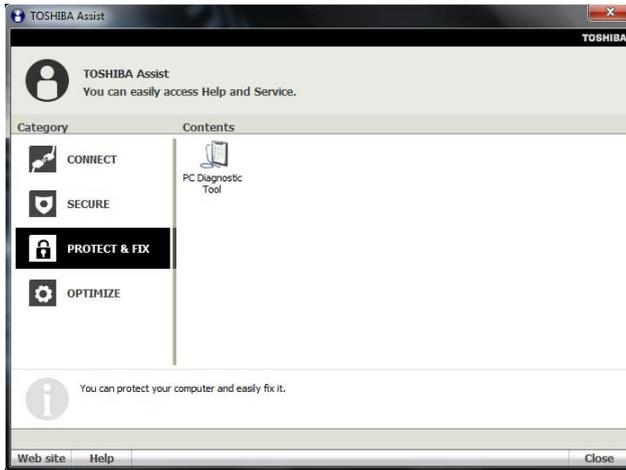 TOSHIBA Assist
TOSHIBA
TOSHIBA Assist
You can easily access Help and Service.
Category
Contents
CONNECT
SECURE
PROTECT & FIX
OPTIMIZE
PC Diagnostic
Tool
You can protect your computer and easily fix it.
Web site
Help
Close